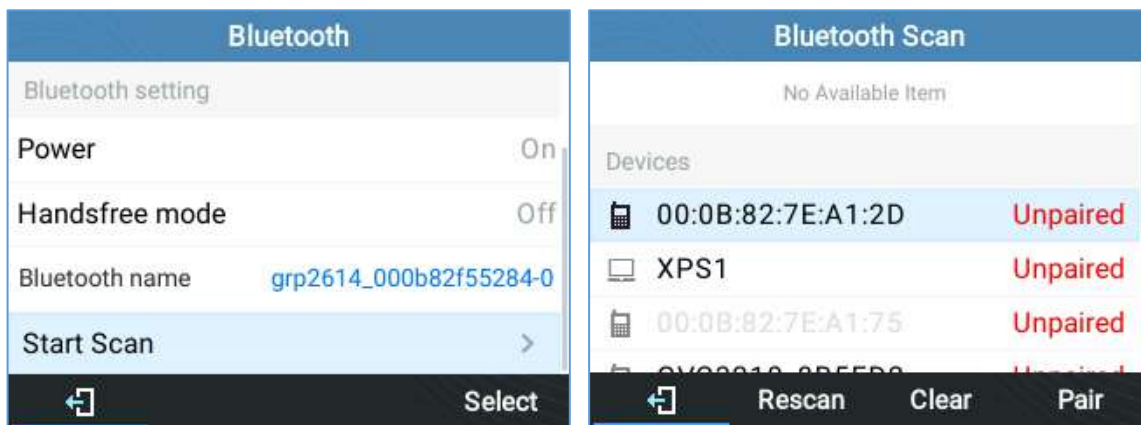 Bluetooth
Bluetooth setting
Power On
Handsfree mode Off
Bluetooth name grp2614_000b82f55284-0
Start Scan
Select
Bluetooth Scan
No Available Item
Devices
00:0B:82:7E:A1:2D Unpaired
XPS1 Unpaired
00:0B:82:7E:A1:75 Unpaired
Rescan Clear Pair